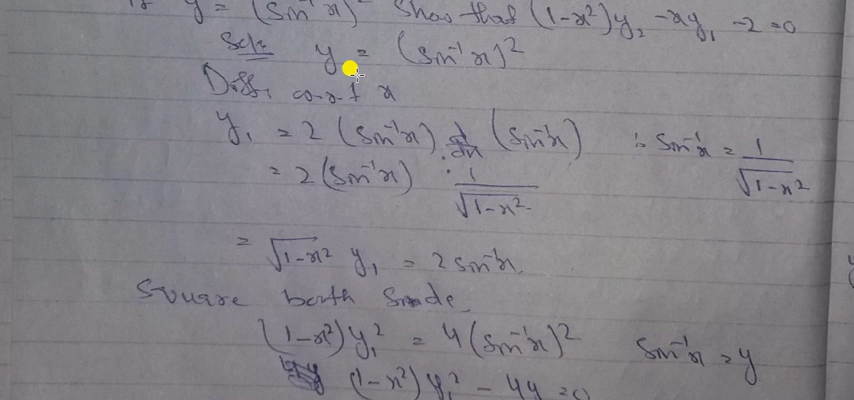 If y = (sin⁻¹x)² Show that (1-x²)y₂ -xy₁ -2 =0
Soln y = (sin⁻¹x)²
Diff. w.r.t x
y₁ = 2 (sin⁻¹x) . d/dx (sin⁻¹x) ∵ sin⁻¹x = 1/√1-x²
= 2(sin⁻¹x) . 1/√1-x²
= √1-x² y₁ = 2 sin⁻¹x
Square both
(1-x²)y₁² = 4(sin⁻¹x)² sin⁻¹x = y
(1-x²)y₁² - 4y =0